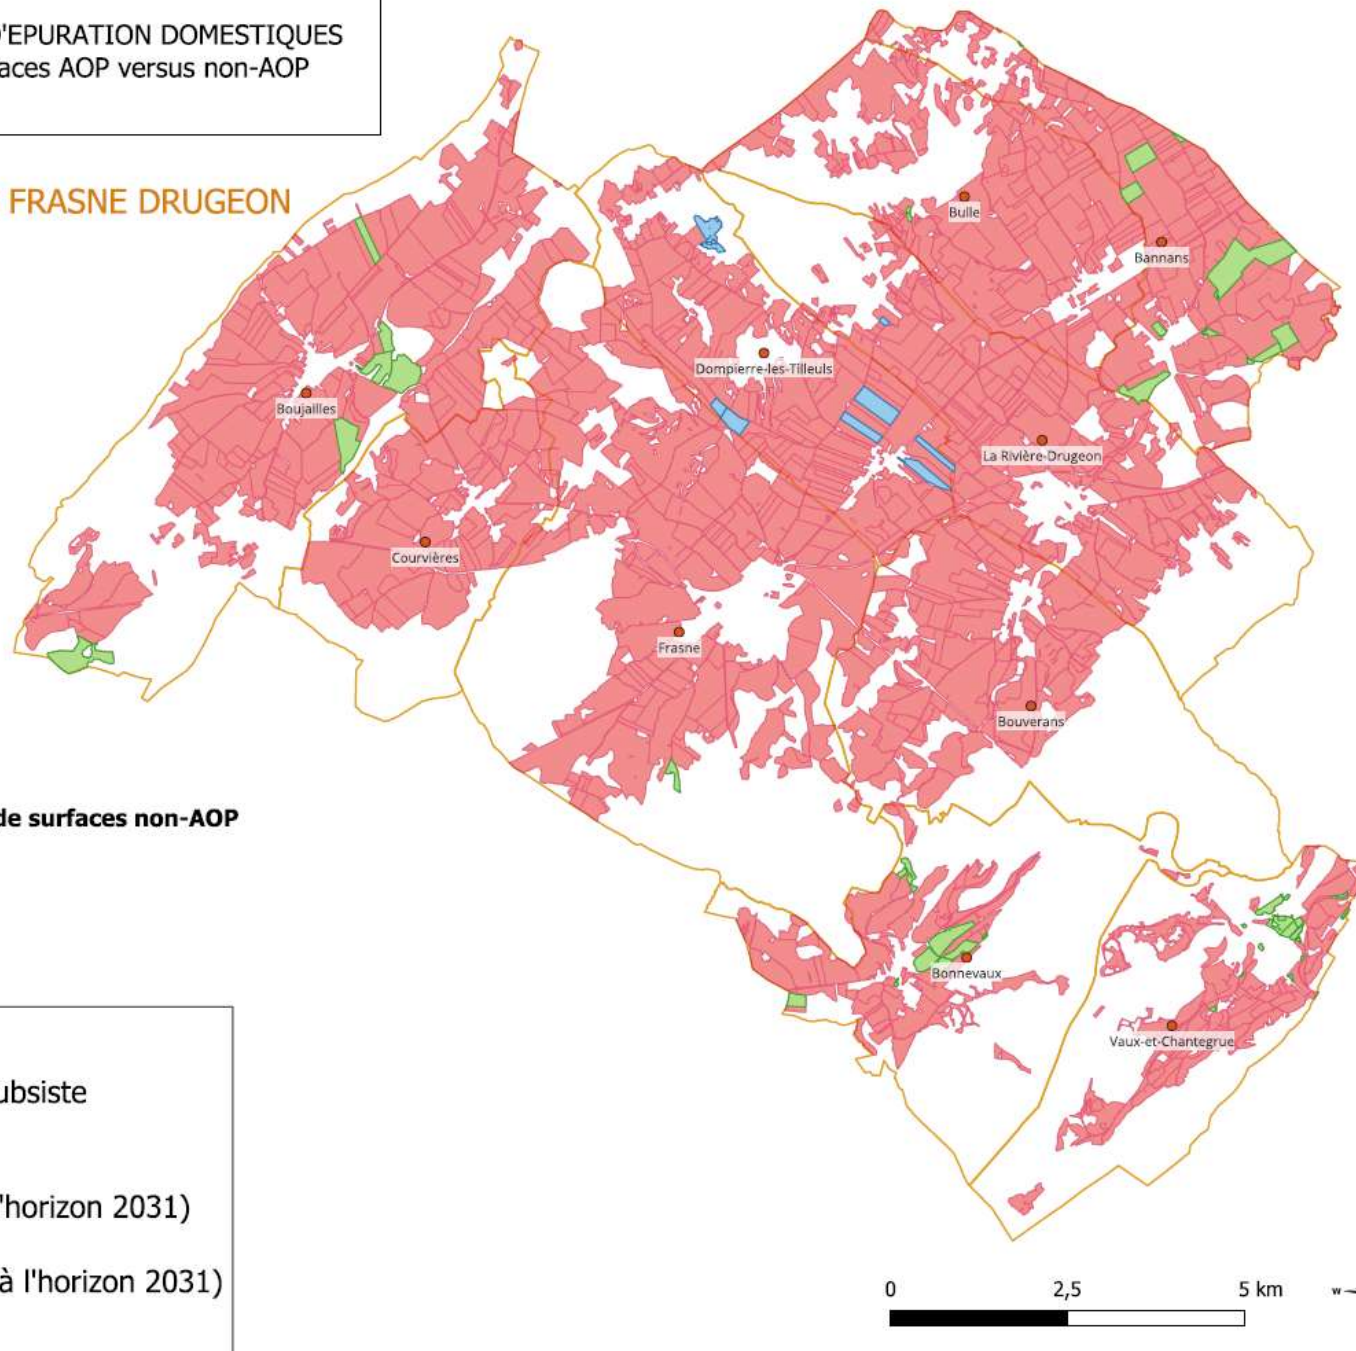 'EPURATION DOMESTIQUES
aces AOP versus non-AOP
FRASNE DRUGEON
Bulle
Bannans
Dompierre-les-Tilleuls
Boujailles
La Rivière-Drugeon
Courvières
Frasne
Bouverans
de surfaces non-AOP
Bonnevaux
Vaux-et-Chantegrue
ubsiste
'horizon 2031)
à l'horizon 2031)
0 2,5 5 km
W